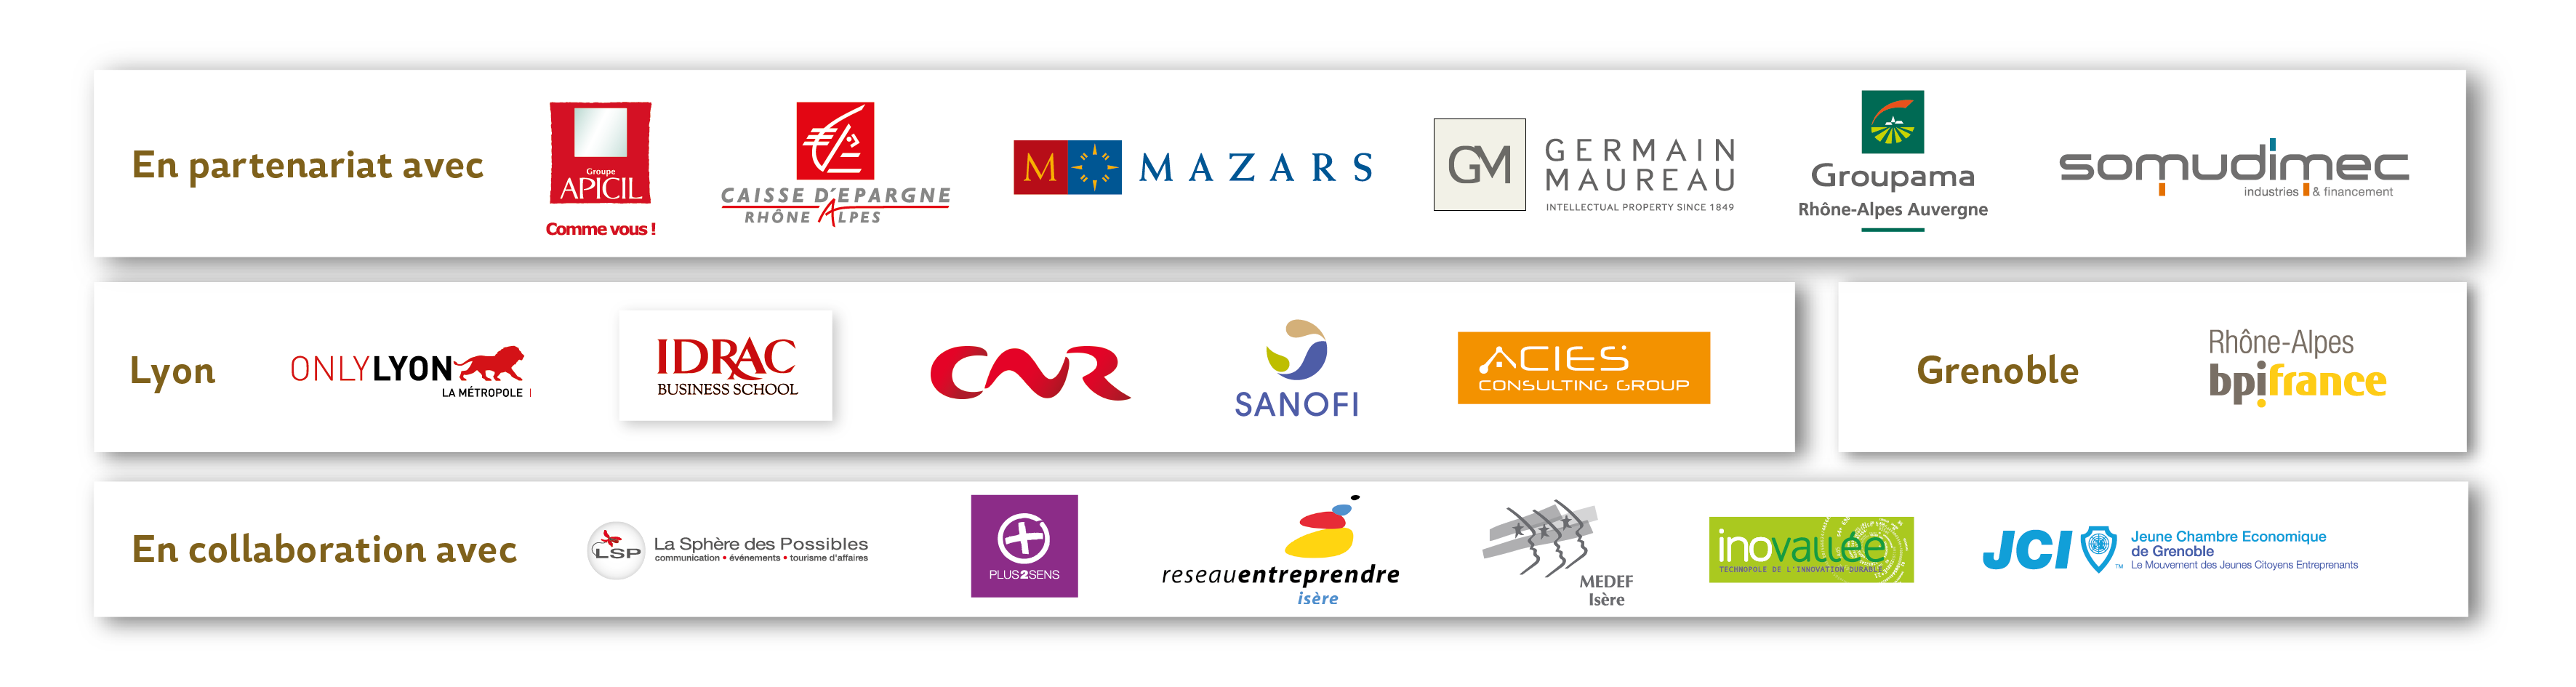 En partenariat avec
Groupe
APICIL
Comme vous !
CAISSE D'EPARGNE
RHÔNE ALPES
M
MAZARS
GM
GERMAIN
MAUREAU
INTELLECTUAL PROPERTY SINCE 1849
Groupama
Rhône-Alpes Auvergne
somudimec
industries & financement
Lyon
ONLYLYON
LA MÉTROPOLE
IDRAC
BUSINESS SCHOOL
CNR
SANOFI
ACIES
CONSULTING GROUP
Grenoble
Rhône-Alpes
bpifrance
En collaboration avec
LSP
La Sphère des Possibles
communication • événements • tourisme d'affaires
PLUS2SENS
reseauentreprendre
isère
MEDEF
Isère
inovallée
TECHNOPOLE DE L'INNOVATION DURABLE
JCI
TM
Jeune Chambre Economique
de Grenoble
Le Mouvement des Jeunes Citoyens Entreprenants